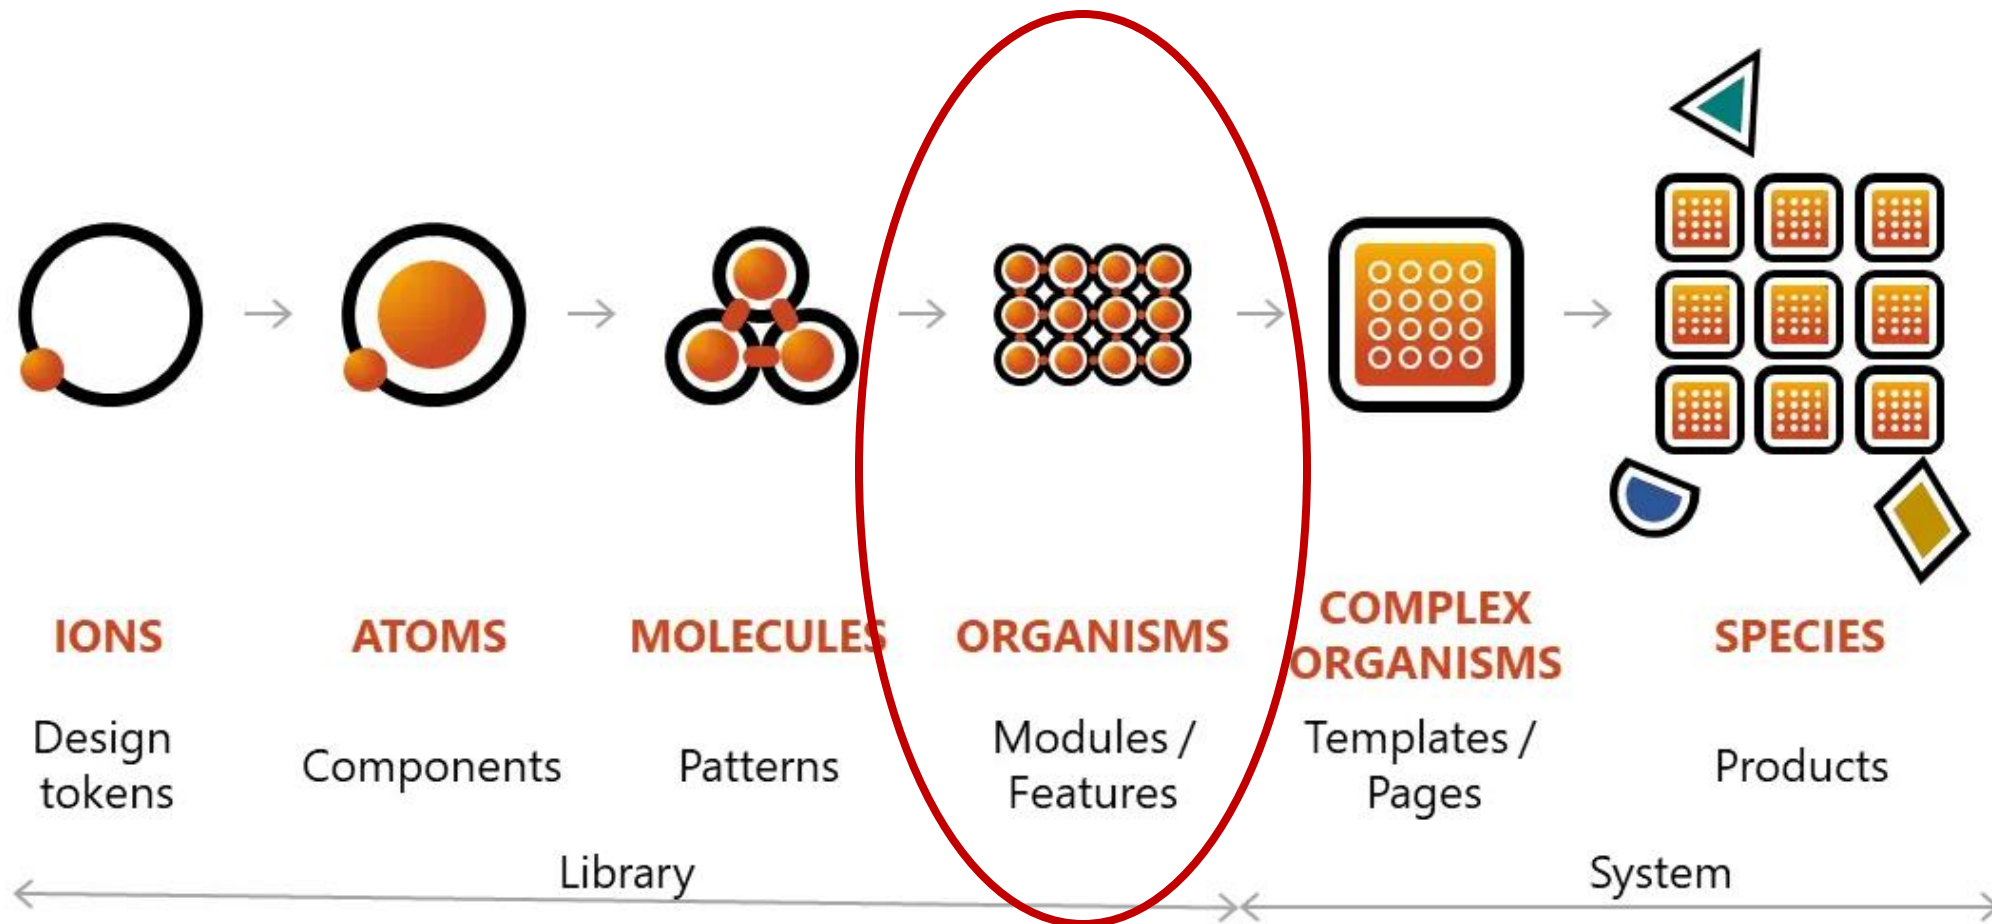 IONS
ATOMS
MOLECULES
ORGANISMS
COMPLEX
ORGANISMS
SPECIES
Design
tokens
Components
Patterns
Modules /
Features
Templates /
Pages
Products
Library
System